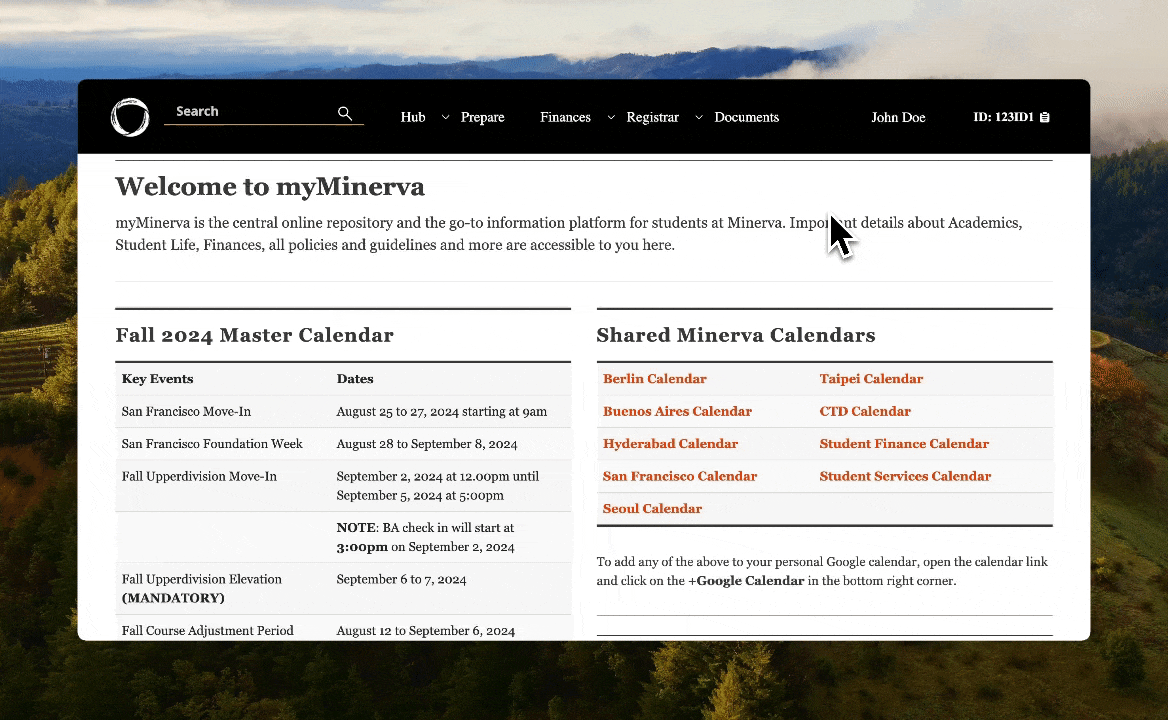 Search
Hub Prepare Finances Registrar Documents John Doe ID: 123ID1
Welcome to myMinerva
myMinerva is the central online repository and the go-to information platform for students at Minerva. Important details about Academics,
Student Life, Finances, all policies and guidelines and more are accessible to you here.
Fall 2024 Master Calendar
Key Events Dates
San Francisco Move-In August 25 to 27, 2024 starting at 9am
San Francisco Foundation Week August 28 to September 8, 2024
Fall Upperdivision Move-In September 2, 2024 at 12.00pm until
September 5, 2024 at 5:00pm
NOTE: BA check in will start at
3:00pm on September 2, 2024
Fall Upperdivision Elevation September 6 to 7, 2024
(MANDATORY)
Fall Course Adjustment Period August 12 to September 6, 2024
Shared Minerva Calendars
Berlin Calendar Taipei Calendar
Buenos Aires Calendar CTD Calendar
Hyderabad Calendar Student Finance Calendar
San Francisco Calendar Student Services Calendar
Seoul Calendar
To add any of the above to your personal Google calendar, open the calendar link
and click on the +Google Calendar in the bottom right corner.